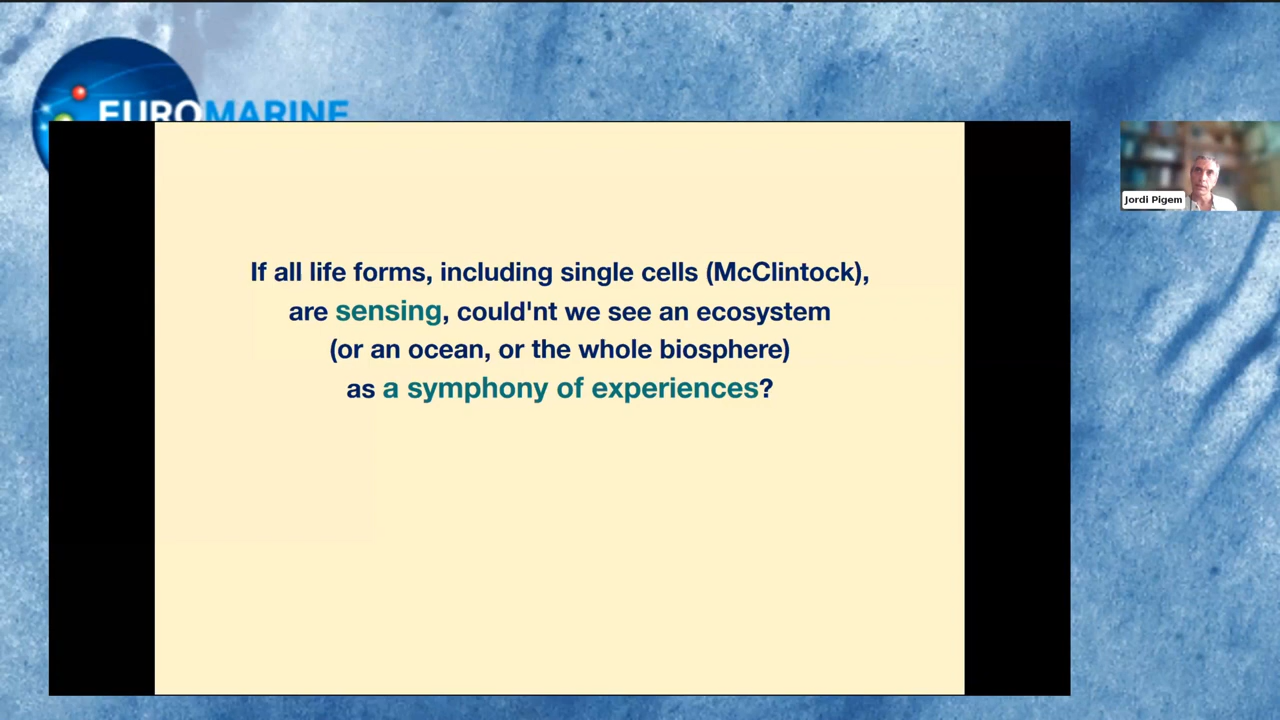 EUROMARINE
If all life forms, including single cells (McClintock),
are sensing, could'nt we see an ecosystem
(or an ocean, or the whole biosphere)
as a symphony of experiences?
Jordi Pigem